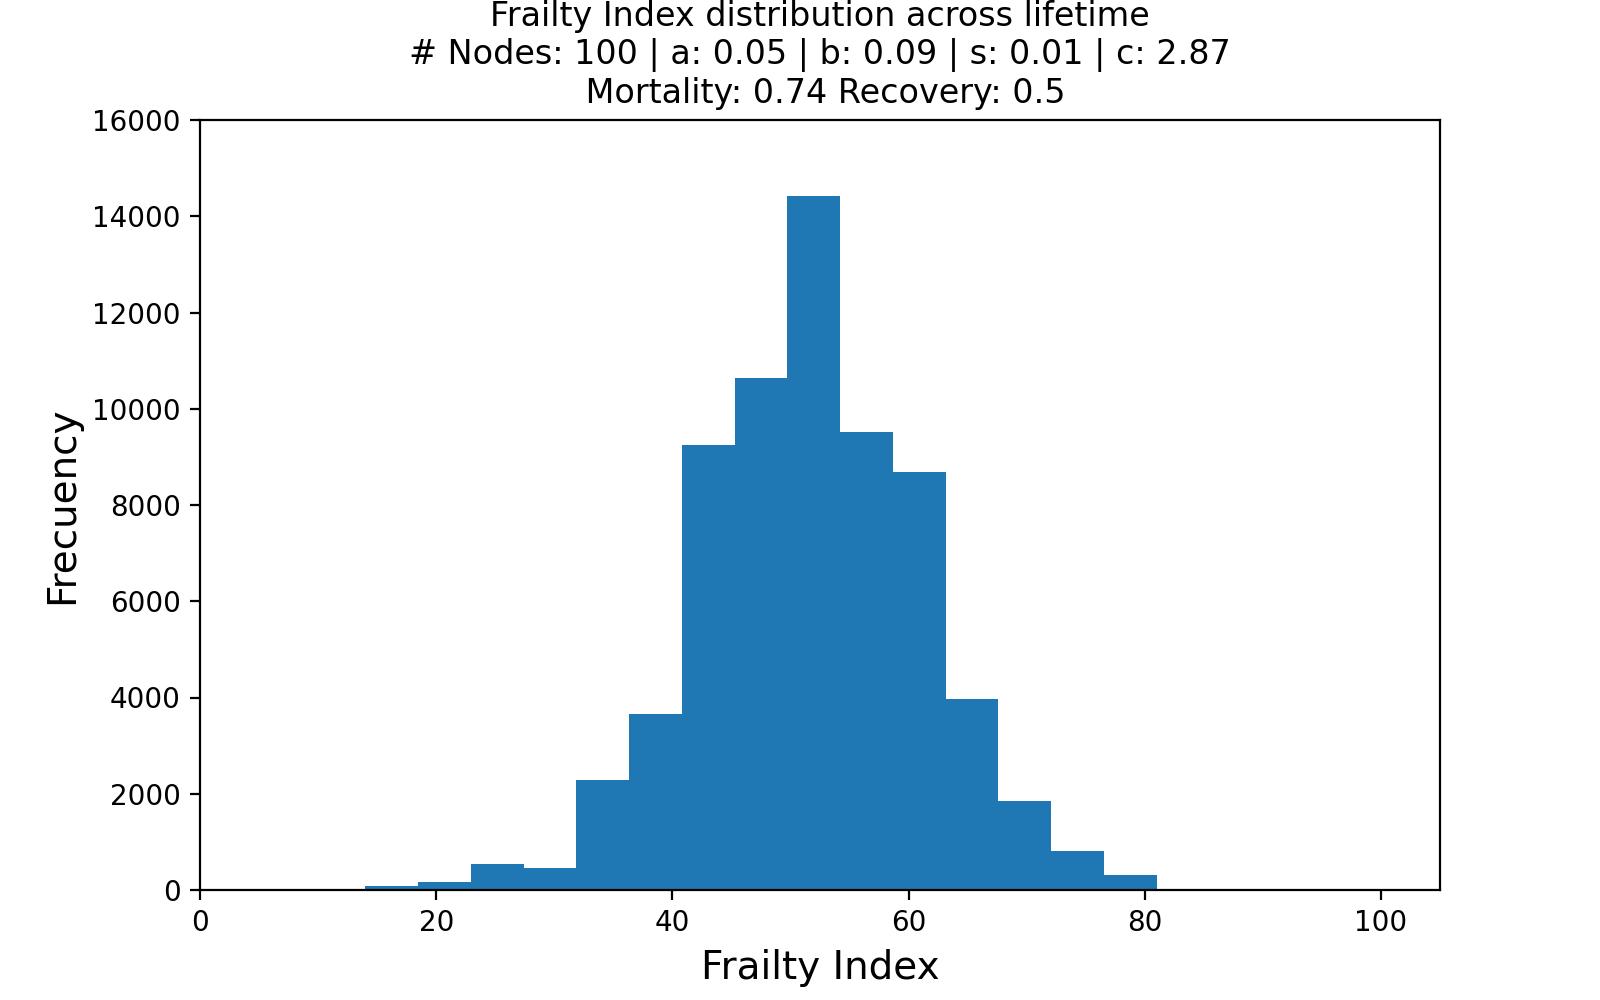 Frailty Index distribution across lifetime
# Nodes: 100 | a: 0.05 | b: 0.09 | s: 0.01 | c: 2.87
Mortality: 0.74 Recovery: 0.5
16000
14000
12000
10000
8000
6000
4000
2000
0
Frecuency
0 20 40 60 80 100
Frailty Index